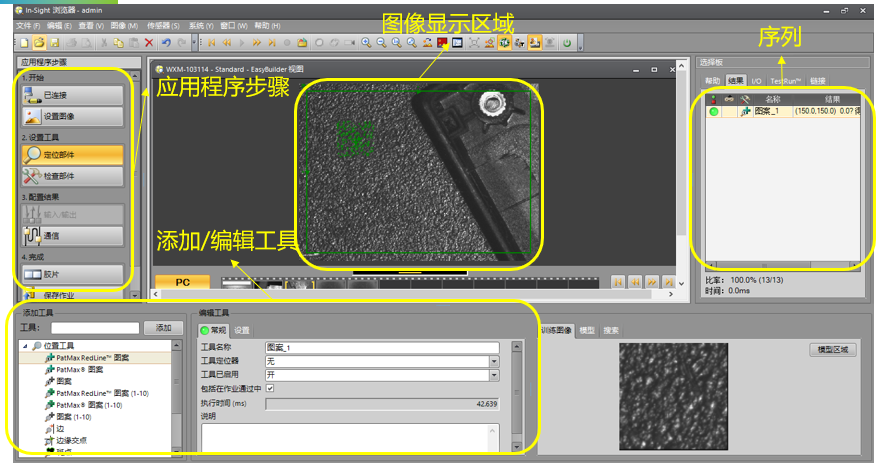 In-Sight 浏览器 - admin
文件 (F) 编辑 (E) 查看 (V) 图像 (M) 传感器 (S) 系统 (Y) 窗口 (W) 帮助 (H)
图像显示区域
序列
应用程序步骤
1. 开始
已连接
设置图像
2. 设置工具
定位部件
检查部件
3. 配置结果
输入/输出
通信
4. 完成
胶片
保存作业
WXM-103114 - Standard - EasyBuilder 视图
应用程序步骤
添加/编辑工具
PC
选择板
帮助 结果 I/O TestRun™ 链接
名称 结果
图案_1 (150.0,150.0) 0.0?
比率: 100.0% (13/13)
时间: 0.0ms
添加工具
工具: 添加
位置工具
PatMax RedLine™ 图案
PatMax® 图案
图案
PatMax RedLine™ 图案 (1-10)
PatMax® 图案 (1-10)
图案 (1-10)
边
边缘交点
斑点
编辑工具
常规 设置
工具名称 图案_1
工具定位器 无
工具已启用 开
包括在作业通过中
执行时间 (ms) 42.639
说明
训练图像 模型 搜索
模型区域